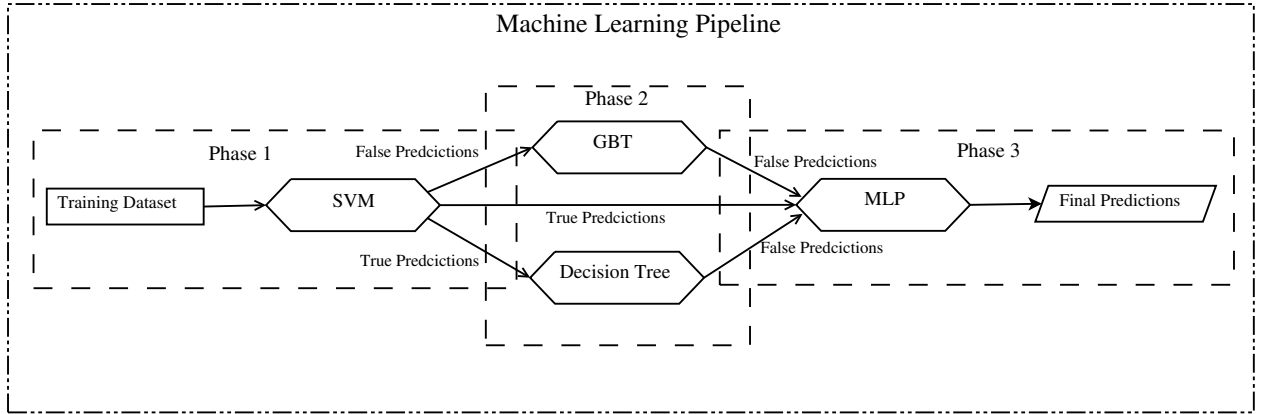 Machine Learning Pipeline
Phase 1
Training Dataset
SVM
False Predcictions
True Predcictions
Phase 2
GBT
True Predcictions
Decision Tree
False Predcictions
False Predcictions
Phase 3
MLP
Final Predictions